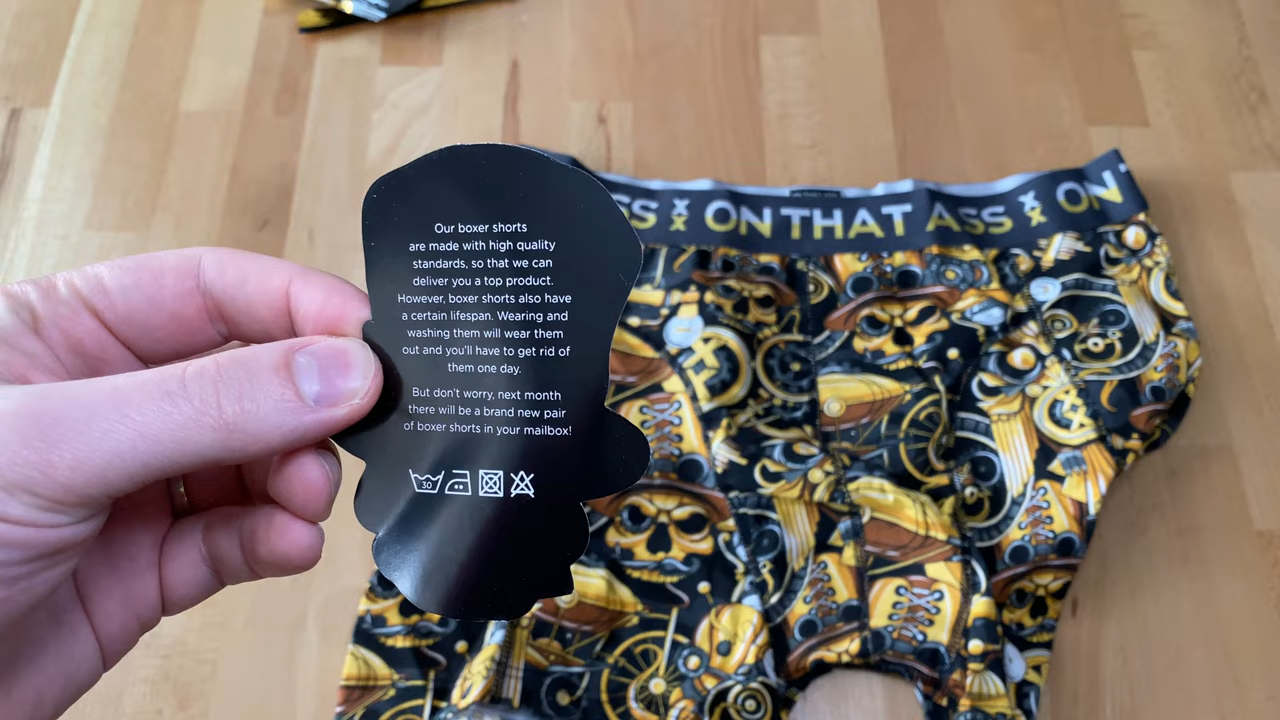 Our boxer shorts
are made with high quality
standards, so that we can
deliver you a top product.
However, boxer shorts also have
a certain lifespan. Wearing and
washing them will wear them
out and you'll have to get rid of
them one day.
But don't worry, next month
there will be a brand new pair
of boxer shorts in your mailbox!
30
SS XX ON THAT ASS XX ON